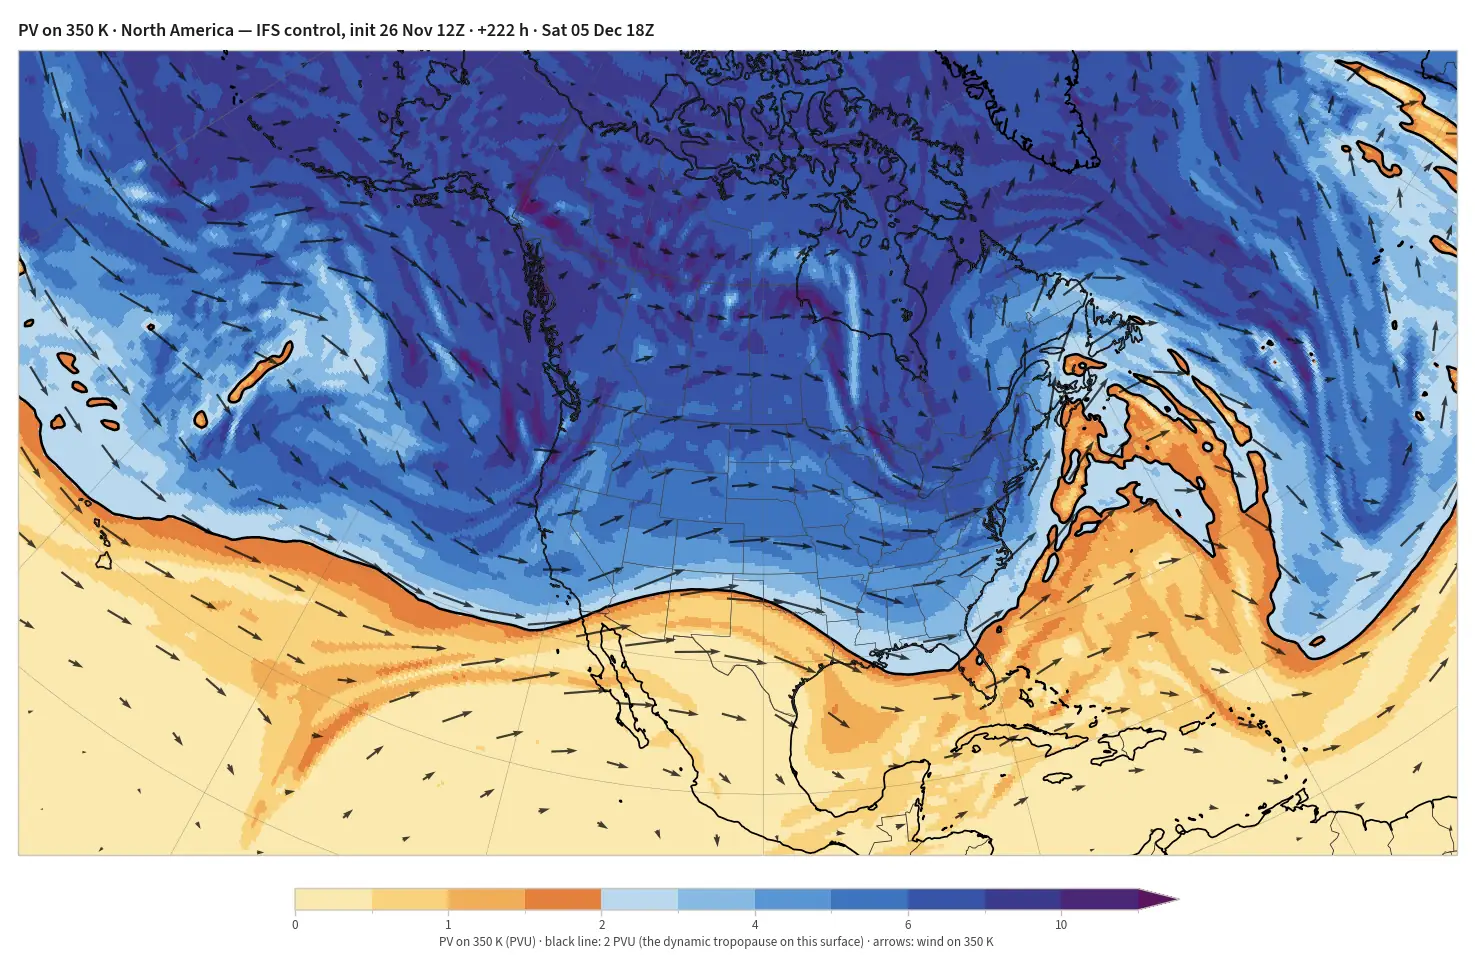 PV on 350 K · North America — IFS control, init 26 Nov 12Z · +222 h · Sat 05 Dec 18Z
0 1 2 4 6 8 10
PV on 350 K (PVU) · black line: 2 PVU (the dynamic tropopause on this surface) · arrows: wind on 350 K